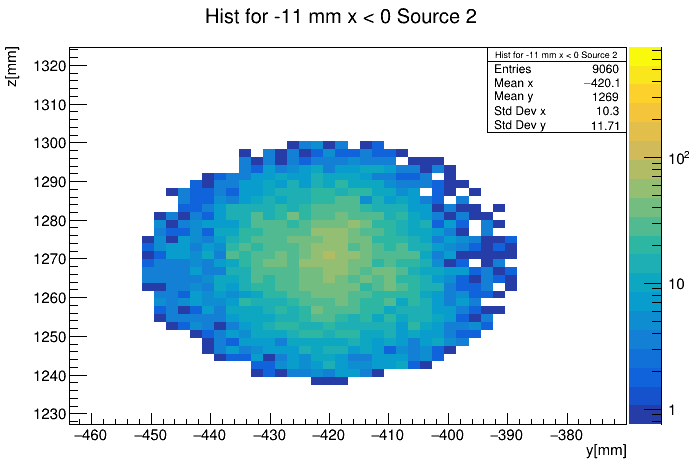 Hist for -11 mm x < 0 Source 2
z[mm]
Hist for -11 mm x < 0 Source 2
Entries 9060
Mean x −420.1
Mean y 1269
Std Dev x 10.3
Std Dev y 11.71
1320
1310
1300
1290
1280
1270
1260
1250
1240
1230
10²
10
1
−460 −450 −440 −430 −420 −410 −400 −390 −380
y[mm]